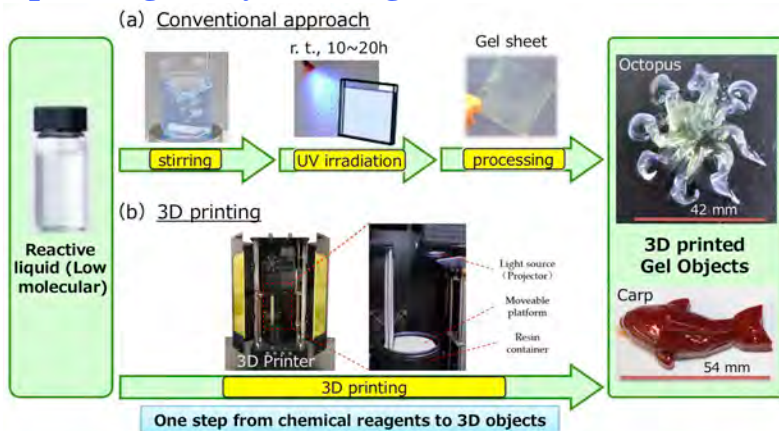 (a) Conventional approach
r. t., 10~20h
Gel sheet
stirring
UV irradiation
processing
(b) 3D printing
Reactive
liquid (Low
molecular)
Light source
(Projector)
Moveable
platform
Resin
container
3D Printer
3D printing
One step from chemical reagents to 3D objects
Octopus
42 mm
3D printed
Gel Objects
Carp
54 mm